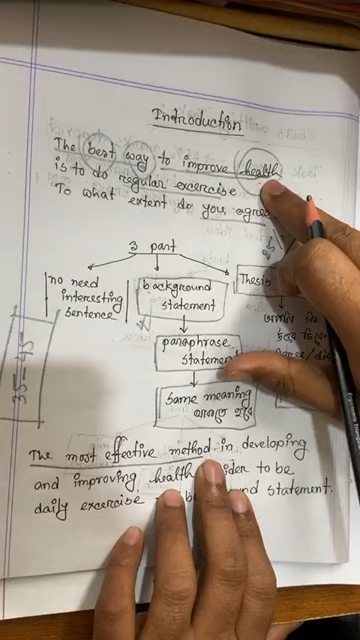 Introduction
The best way to improve health
is to do regular exercise
To what extent do you agree
3 part
no need
interesting
sentence
background
statement
Thesis
paraphrase
statement
same meaning
35-45
The most effective method in developing
and improving health to be
daily exercise statement.